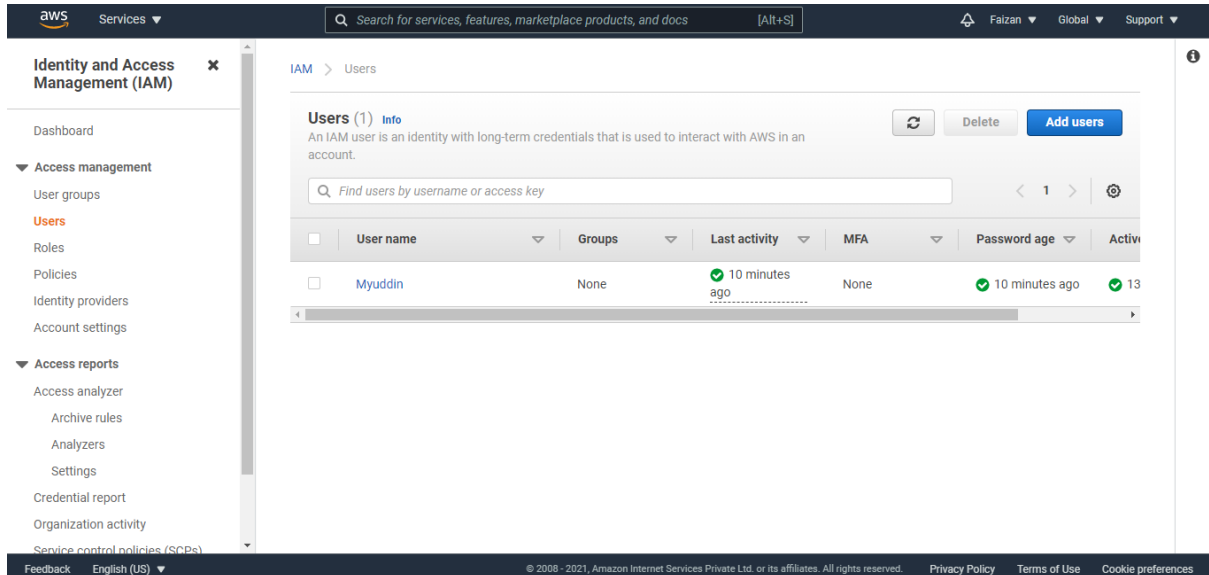 aws Services Search for services, features, marketplace products, and docs [Alt+S] Faizan Global Support
Identity and Access
Management (IAM)
Dashboard
Access management
User groups
Users
Roles
Policies
Identity providers
Account settings
Access reports
Access analyzer
Archive rules
Analyzers
Settings
Credential report
Organization activity
Service control policies (SCPs)
IAM > Users
Users (1) Info
An IAM user is an identity with long-term credentials that is used to interact with AWS in an
account.
Delete Add users
Find users by username or access key
1
User name Groups Last activity MFA Password age Active
Myuddin None 10 minutes ago None 10 minutes ago 13
Feedback English (US) © 2008 - 2021, Amazon Internet Services Private Ltd. or its affiliates. All rights reserved. Privacy Policy Terms of Use Cookie preferences